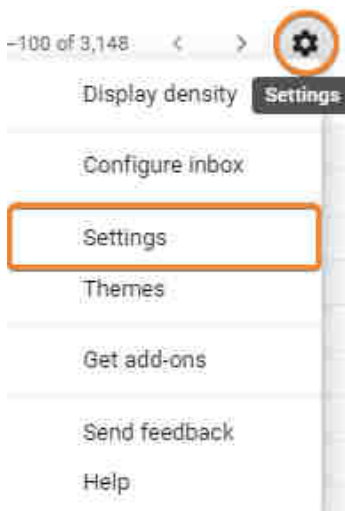 –100 of 3,148
Display density
Settings
Configure inbox
Settings
Themes
Get add-ons
Send feedback
Help